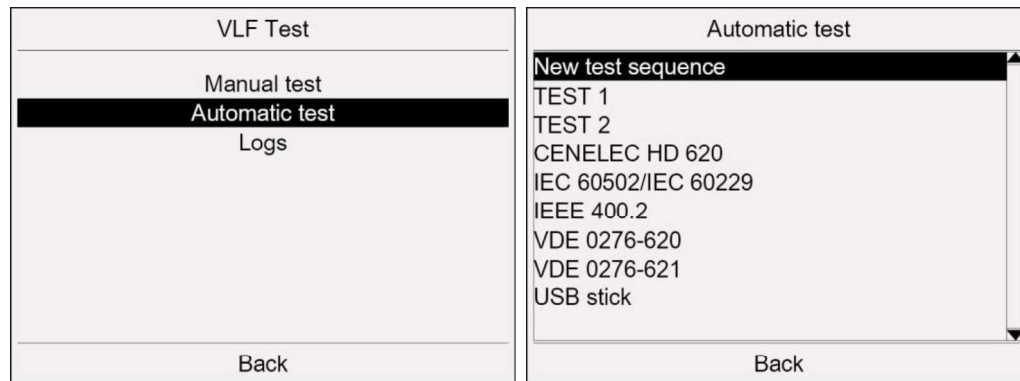 VLF Test
Manual test
Automatic test
Logs
Back
Automatic test
New test sequence
TEST 1
TEST 2
CENELEC HD 620
IEC 60502/IEC 60229
IEEE 400.2
VDE 0276-620
VDE 0276-621
USB stick
Back